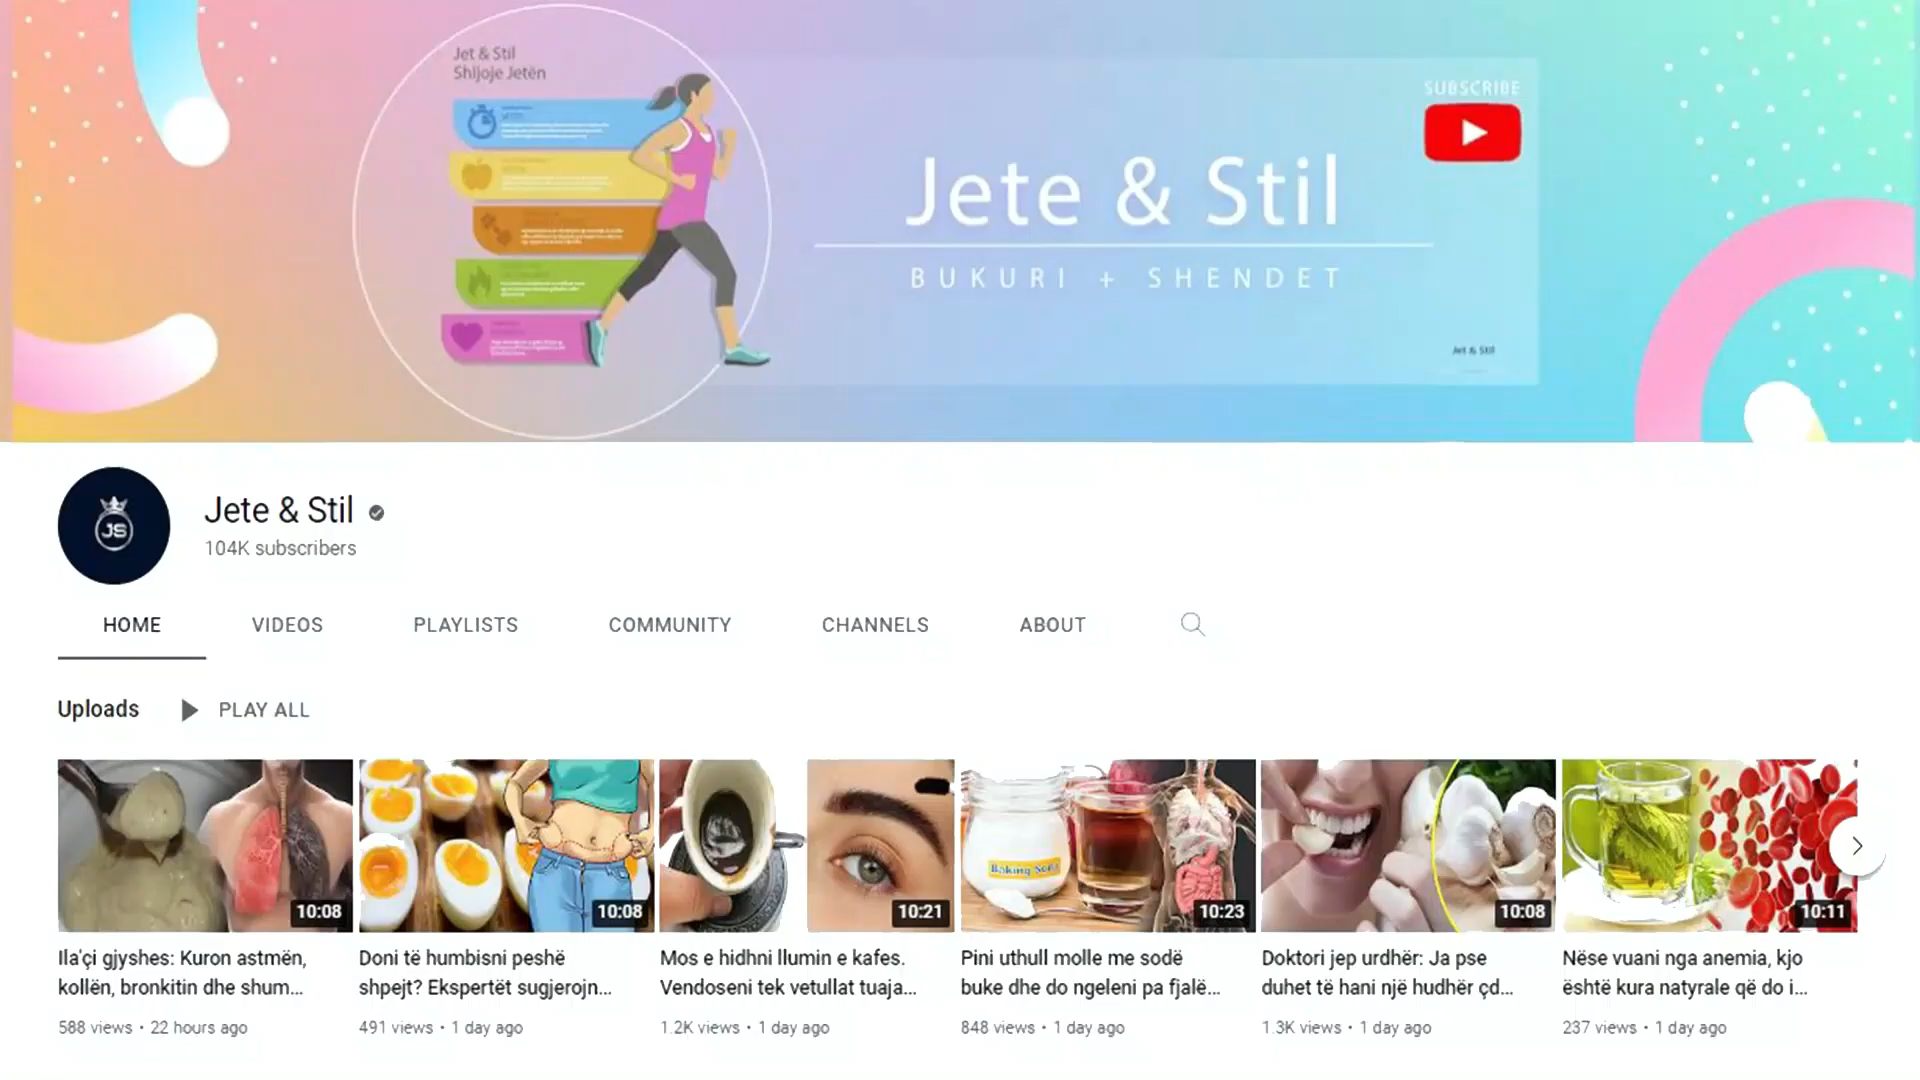 Jet & Stil
Shijoje Jetën
SUBSCRIBE
Jete & Stil
BUKURI + SHENDET
Jet & Stil
JS
Jete & Stil
104K subscribers
HOME VIDEOS PLAYLISTS COMMUNITY CHANNELS ABOUT
Uploads PLAY ALL
Baking Soda
10:08 10:08 10:21 10:23 10:08 10:11
Ila'çi gjyshes: Kuron astmën,
kollën, bronkitin dhe shum...
588 views • 22 hours ago
Doni të humbisni peshë
shpejt? Ekspertët sugjerojn...
491 views • 1 day ago
Mos e hidhni llumin e kafes.
Vendoseni tek vetullat tuaja...
1.2K views • 1 day ago
Pini uthull molle me sodë
buke dhe do ngeleni pa fjalë...
848 views • 1 day ago
Doktori jep urdhër: Ja pse
duhet të hani një hudhër çd...
1.3K views • 1 day ago
Nëse vuani nga anemia, kjo
është kura natyrale që do i...
237 views • 1 day ago